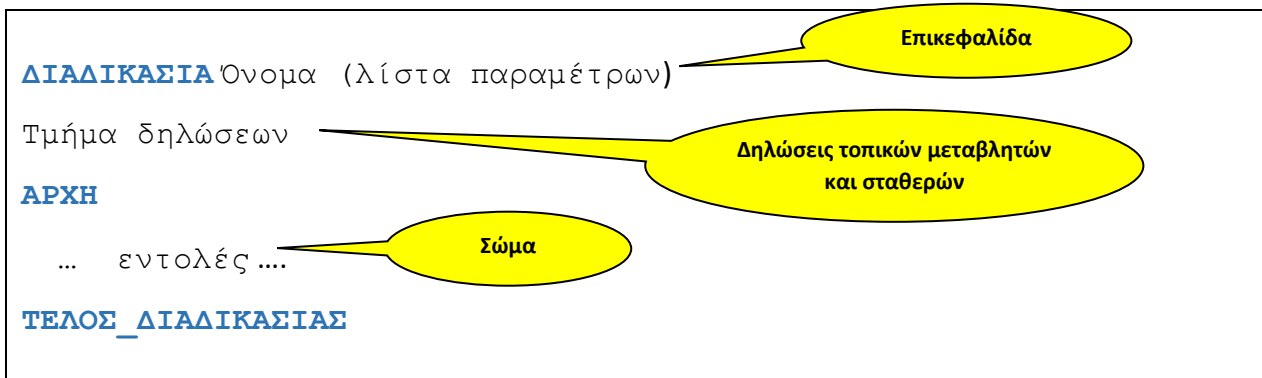 Επικεφαλίδα
ΔΙΑΔΙΚΑΣΙΑ Όνομα (λίστα παραμέτρων)
Τμήμα δηλώσεων
Δηλώσεις τοπικών μεταβλητών
και σταθερών
ΑΡΧΗ
Σώμα
… εντολές ….
ΤΕΛΟΣ_ΔΙΑΔΙΚΑΣΙΑΣ